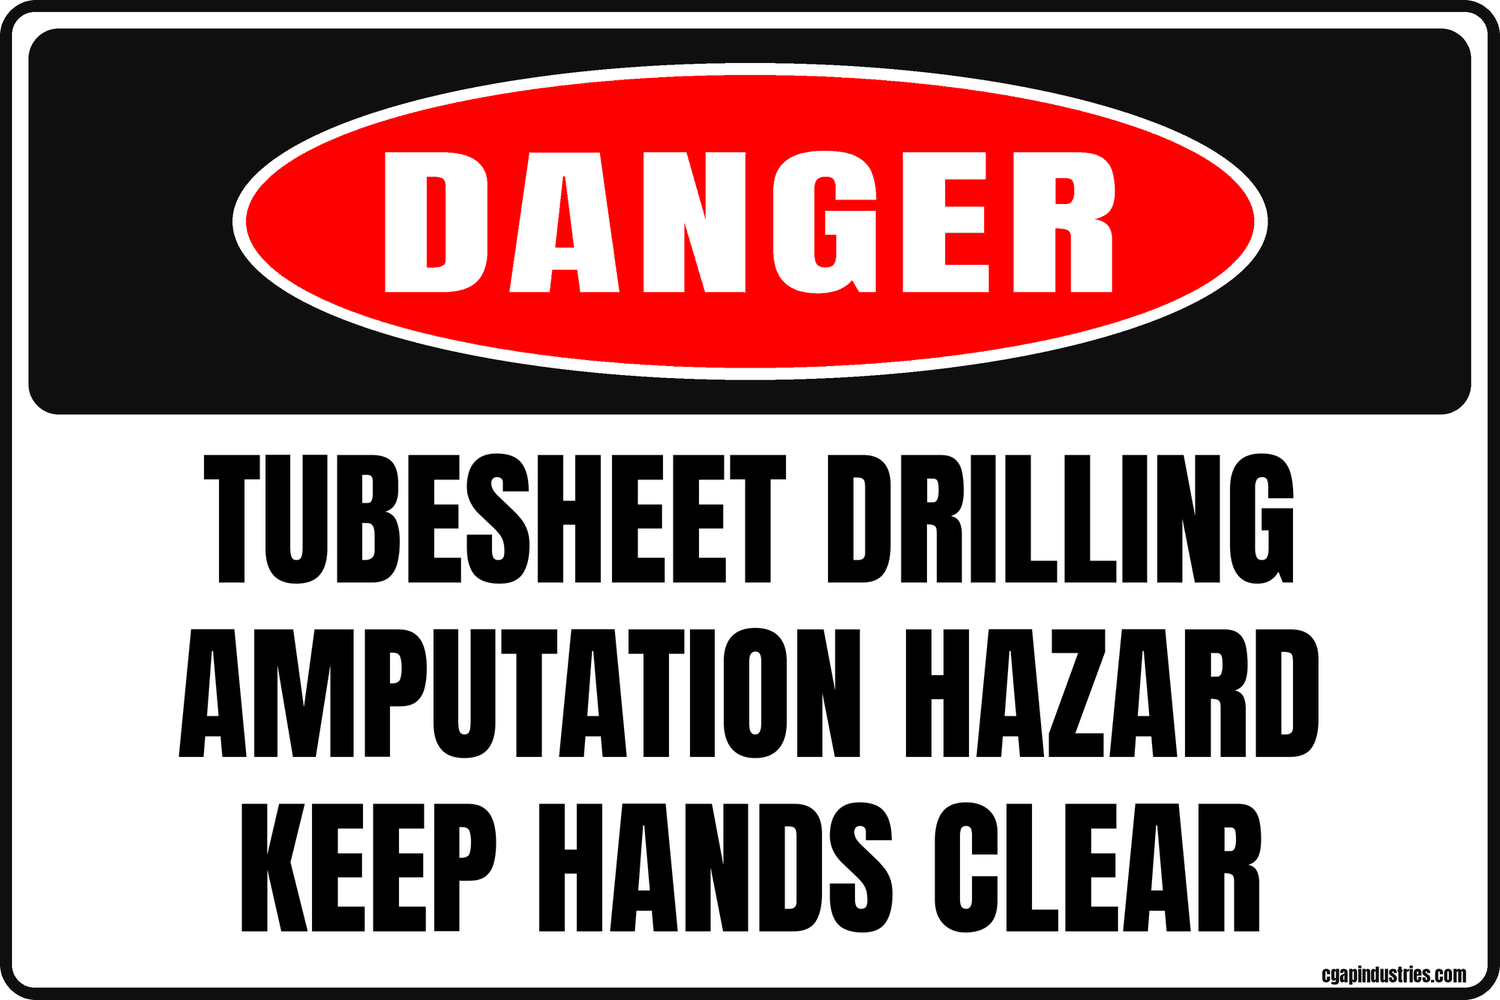 DANGER
TUBESHEET DRILLING
AMPUTATION HAZARD
KEEP HANDS CLEAR
cgapindustries.com